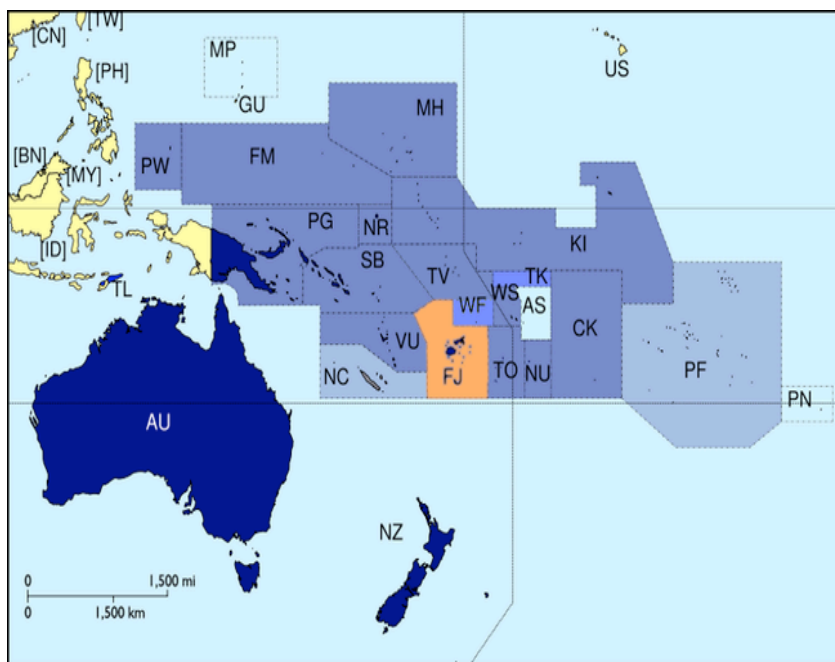 [CN]
[TW]
MP
US
[PH]
GU
MH
[BN]
[MY]
PW
FM
PG
NR
KI
[ID]
SB
TV
WS
TK
TL
WF
AS
VU
CK
NC
FJ
TO
NU
PF
PN
AU
NZ
0 1,500 mi
0 1,500 km